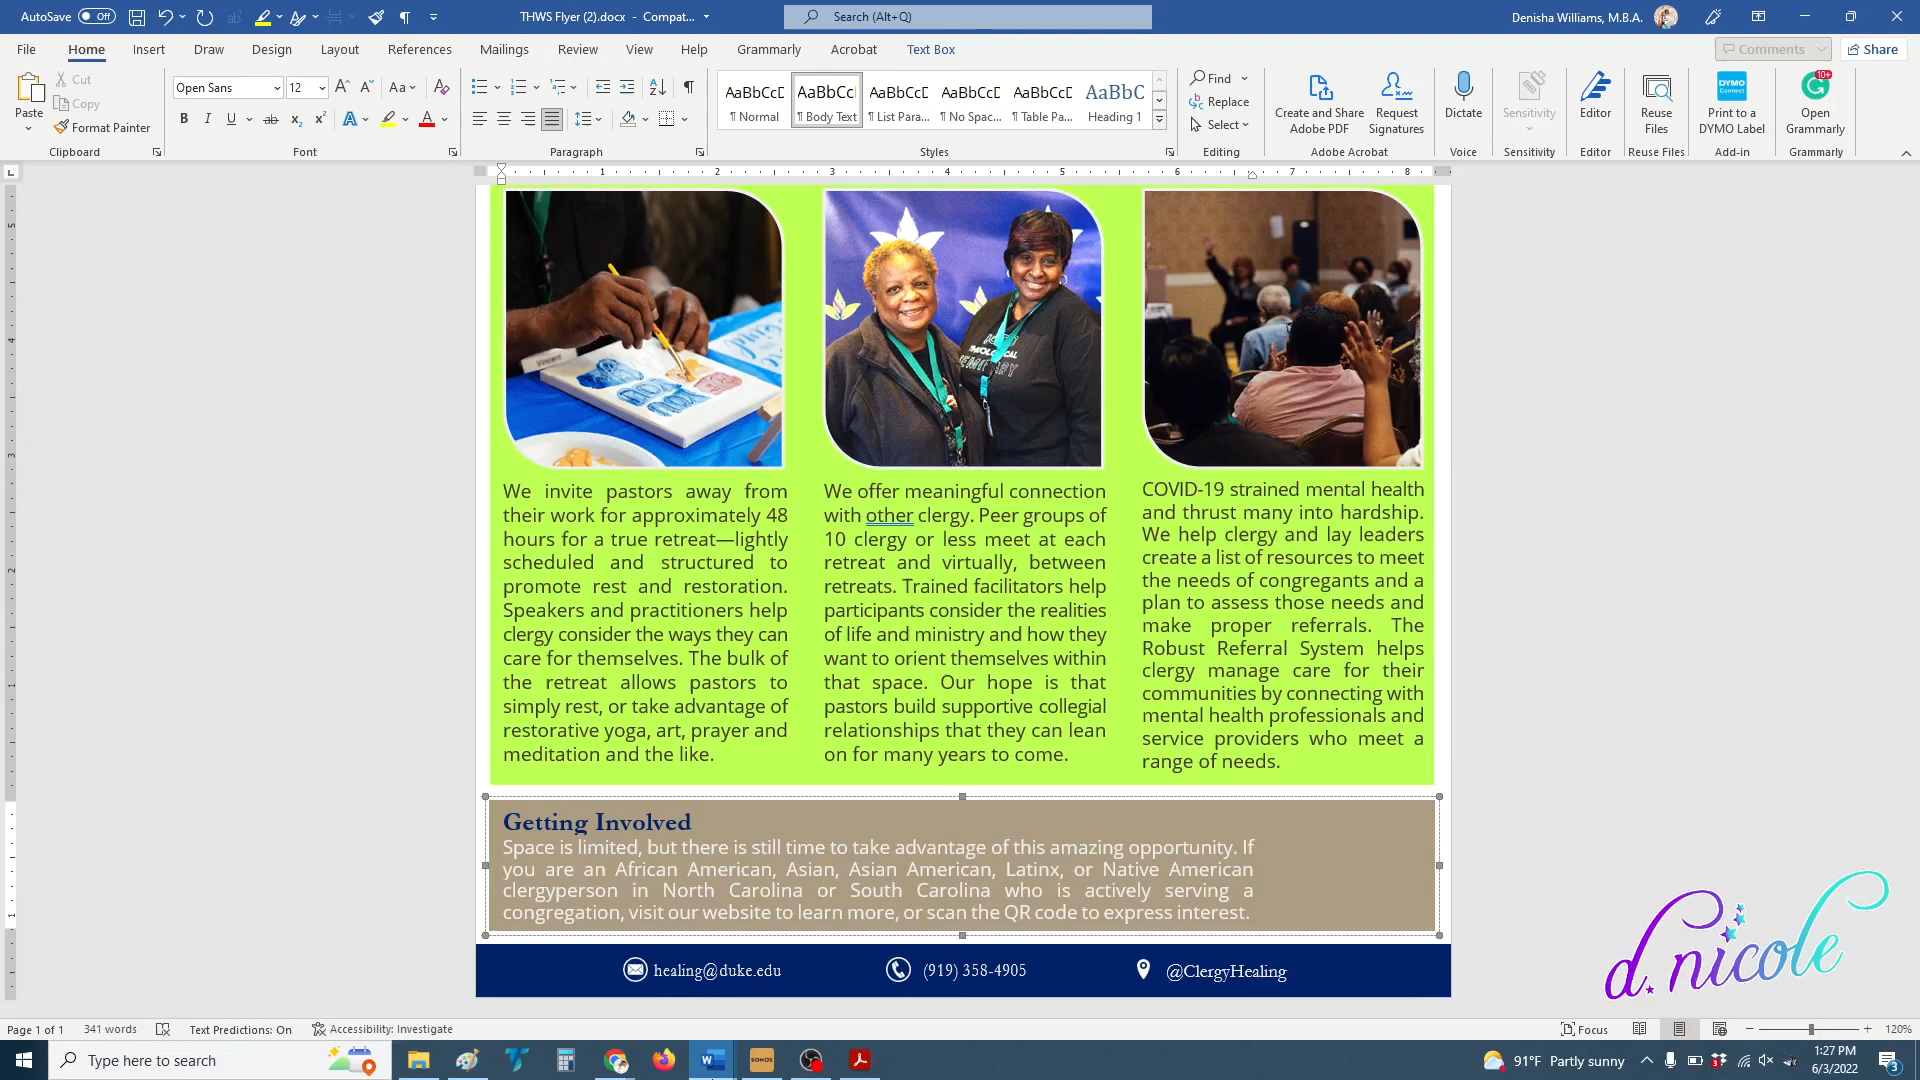 AutoSave Off
THWS Flyer (2).docx - Compat...
Search (Alt+Q)
Denisha Williams, M.B.A.
File Home Insert Draw Design Layout References Mailings Review View Help Grammarly Acrobat Text Box
Comments Share
Paste
Cut
Copy
Format Painter
Clipboard
Open Sans 12
Font
Paragraph
AaBbCcD AaBbCcI AaBbCcD AaBbCcD AaBbCcD AaBbC
¶ Normal ¶ Body Text ¶ List Para... ¶ No Spac... ¶ Table Pa... Heading 1
Styles
Find
Replace
Select
Editing
Create and Share
Adobe PDF
Request
Signatures
Adobe Acrobat
Dictate
Voice
Sensitivity
Sensitivity
Editor
Editor
Reuse
Files
Reuse Files
Print to a
DYMO Label
Add-in
Open
Grammarly
Grammarly
1 2 3 4 5 6 7 8
We invite pastors away from
their work for approximately 48
hours for a true retreat—lightly
scheduled and structured to
promote rest and restoration.
Speakers and practitioners help
clergy consider the ways they can
care for themselves. The bulk of
the retreat allows pastors to
simply rest, or take advantage of
restorative yoga, art, prayer and
meditation and the like.
We offer meaningful connection
with other clergy. Peer groups of
10 clergy or less meet at each
retreat and virtually, between
retreats. Trained facilitators help
participants consider the realities
of life and ministry and how they
want to orient themselves within
that space. Our hope is that
pastors build supportive collegial
relationships that they can lean
on for many years to come.
COVID-19 strained mental health
and thrust many into hardship.
We help clergy and lay leaders
create a list of resources to meet
the needs of congregants and a
plan to assess those needs and
make proper referrals. The
Robust Referral System helps
clergy manage care for their
communities by connecting with
mental health professionals and
service providers who meet a
range of needs.
Getting Involved
Space is limited, but there is still time to take advantage of this amazing opportunity. If
you are an African American, Asian, Asian American, Latinx, or Native American
clergyperson in North Carolina or South Carolina who is actively serving a
congregation, visit our website to learn more, or scan the QR code to express interest.
healing@duke.edu
(919) 358-4905
@ClergyHealing
d. nicole
Page 1 of 1 341 words Text Predictions: On Accessibility: Investigate
Focus 120%
Type here to search
SONOS
91°F Partly sunny
1:27 PM
6/3/2022
3